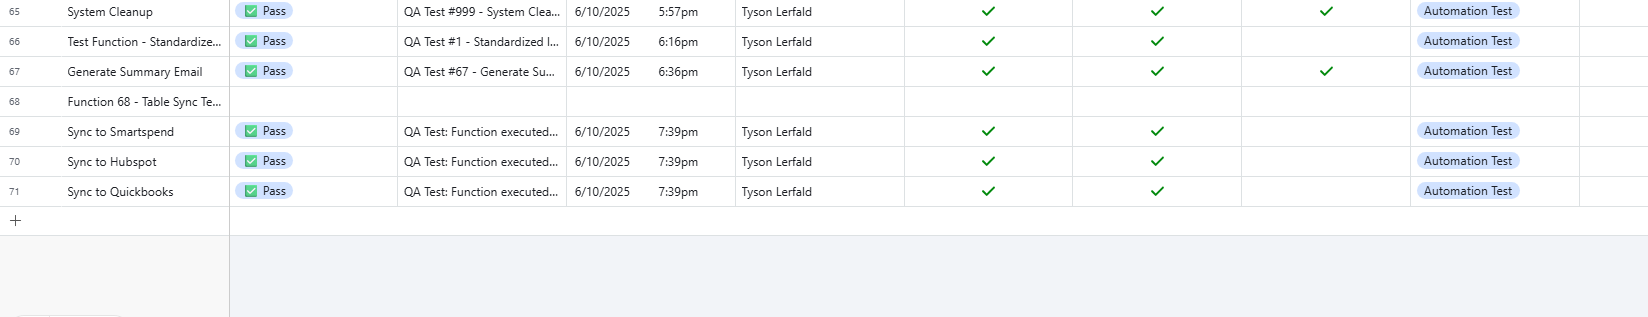 65 System Cleanup ✅ Pass QA Test #999 - System Clea... 6/10/2025 5:57pm Tyson Lerfald ✓ ✓ ✓ Automation Test
66 Test Function - Standardize... ✅ Pass QA Test #1 - Standardized I... 6/10/2025 6:16pm Tyson Lerfald ✓ ✓ Automation Test
67 Generate Summary Email ✅ Pass QA Test #67 - Generate Su... 6/10/2025 6:36pm Tyson Lerfald ✓ ✓ ✓ Automation Test
68 Function 68 - Table Sync Te...
69 Sync to Smartspend ✅ Pass QA Test: Function executed... 6/10/2025 7:39pm Tyson Lerfald ✓ ✓ Automation Test
70 Sync to Hubspot ✅ Pass QA Test: Function executed... 6/10/2025 7:39pm Tyson Lerfald ✓ ✓ Automation Test
71 Sync to Quickbooks ✅ Pass QA Test: Function executed... 6/10/2025 7:39pm Tyson Lerfald ✓ ✓ Automation Test
+